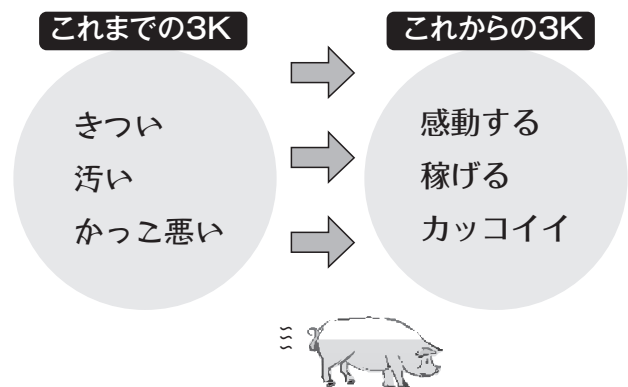 これまでの3K
きつい
汚い
かっこ悪い
これからの3K
感動する
稼げる
カッコイイ